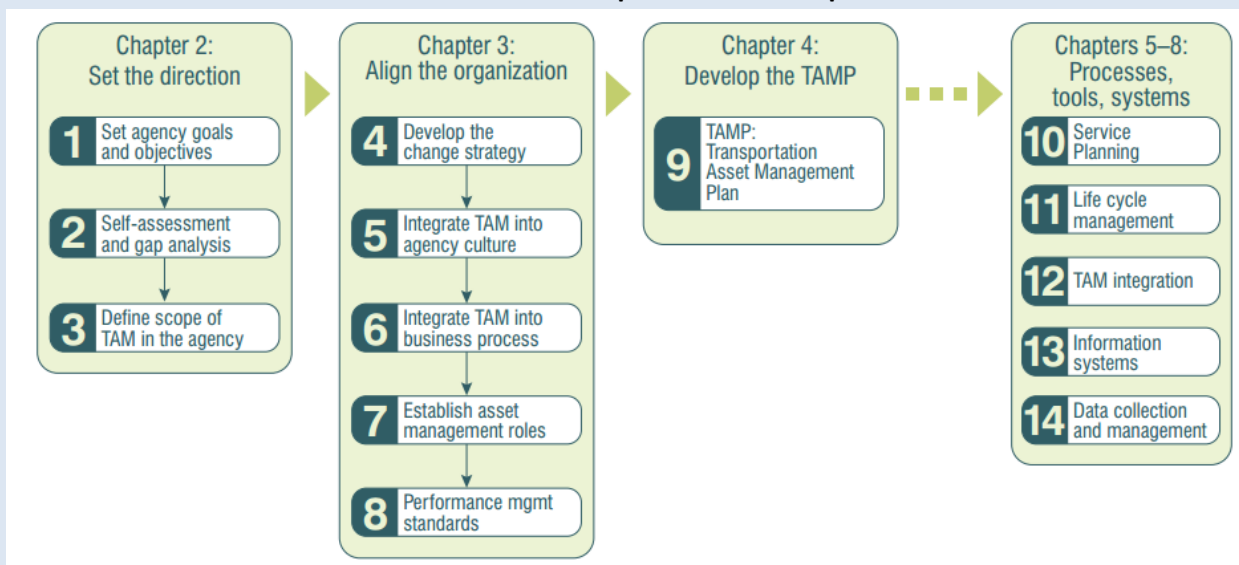 Chapter 2:
Set the direction
1
Set agency goals
and objectives
2
Self-assessment
and gap analysis
3
Define scope of
TAM in the agency
Chapter 3:
Align the organization
4
Develop the
change strategy
5
Integrate TAM into
agency culture
6
Integrate TAM into
business process
7
Establish asset
management roles
8
Performance mgmt
standards
Chapter 4:
Develop the TAMP
9
TAMP:
Transportation
Asset Management
Plan
Chapters 5–8:
Processes,
tools, systems
10
Service
Planning
11
Life cycle
management
12
TAM integration
13
Information
systems
14
Data collection
and management